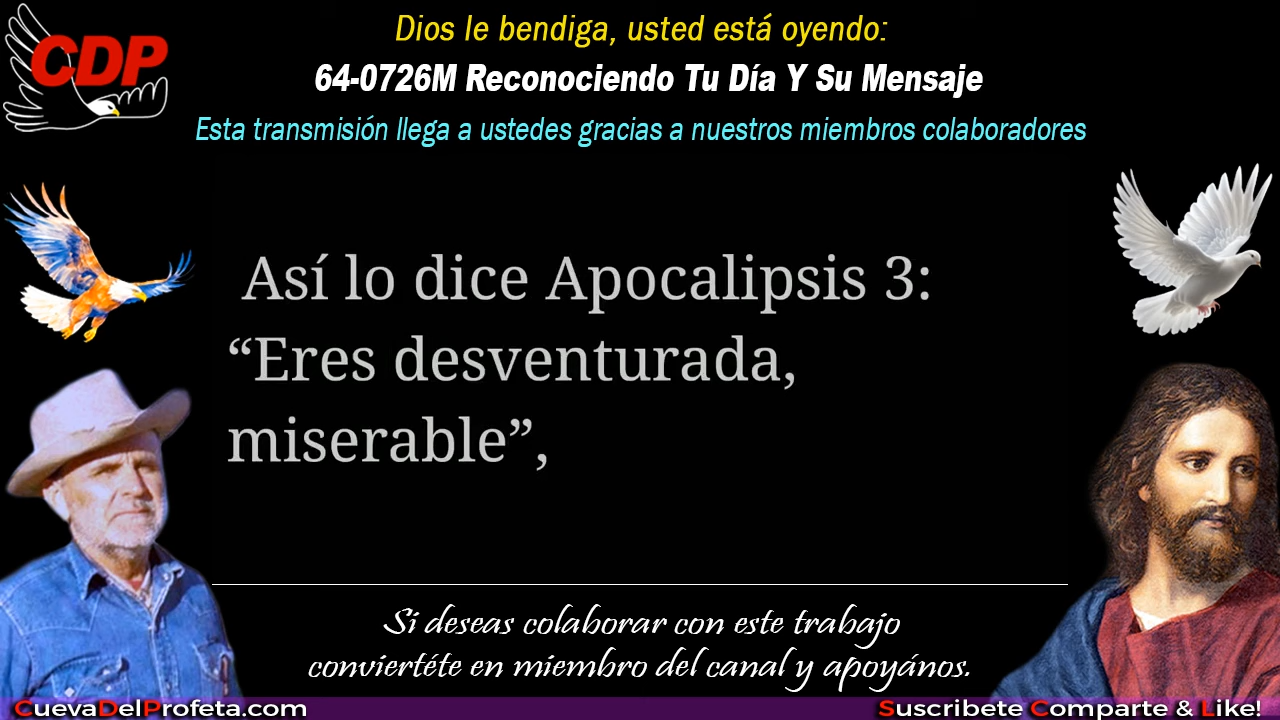 CDP
Dios le bendiga, usted está oyendo:
64-0726M Reconociendo Tu Día Y Su Mensaje
Esta transmisión llega a ustedes gracias a nuestros miembros colaboradores
Así lo dice Apocalipsis 3:
“Eres desventurada,
miserable”,
Si deseas colaborar con este trabajo
conviertéte en miembro del canal y apoyános.
CuevaDelProfeta.com
Suscribete Comparte & Like!